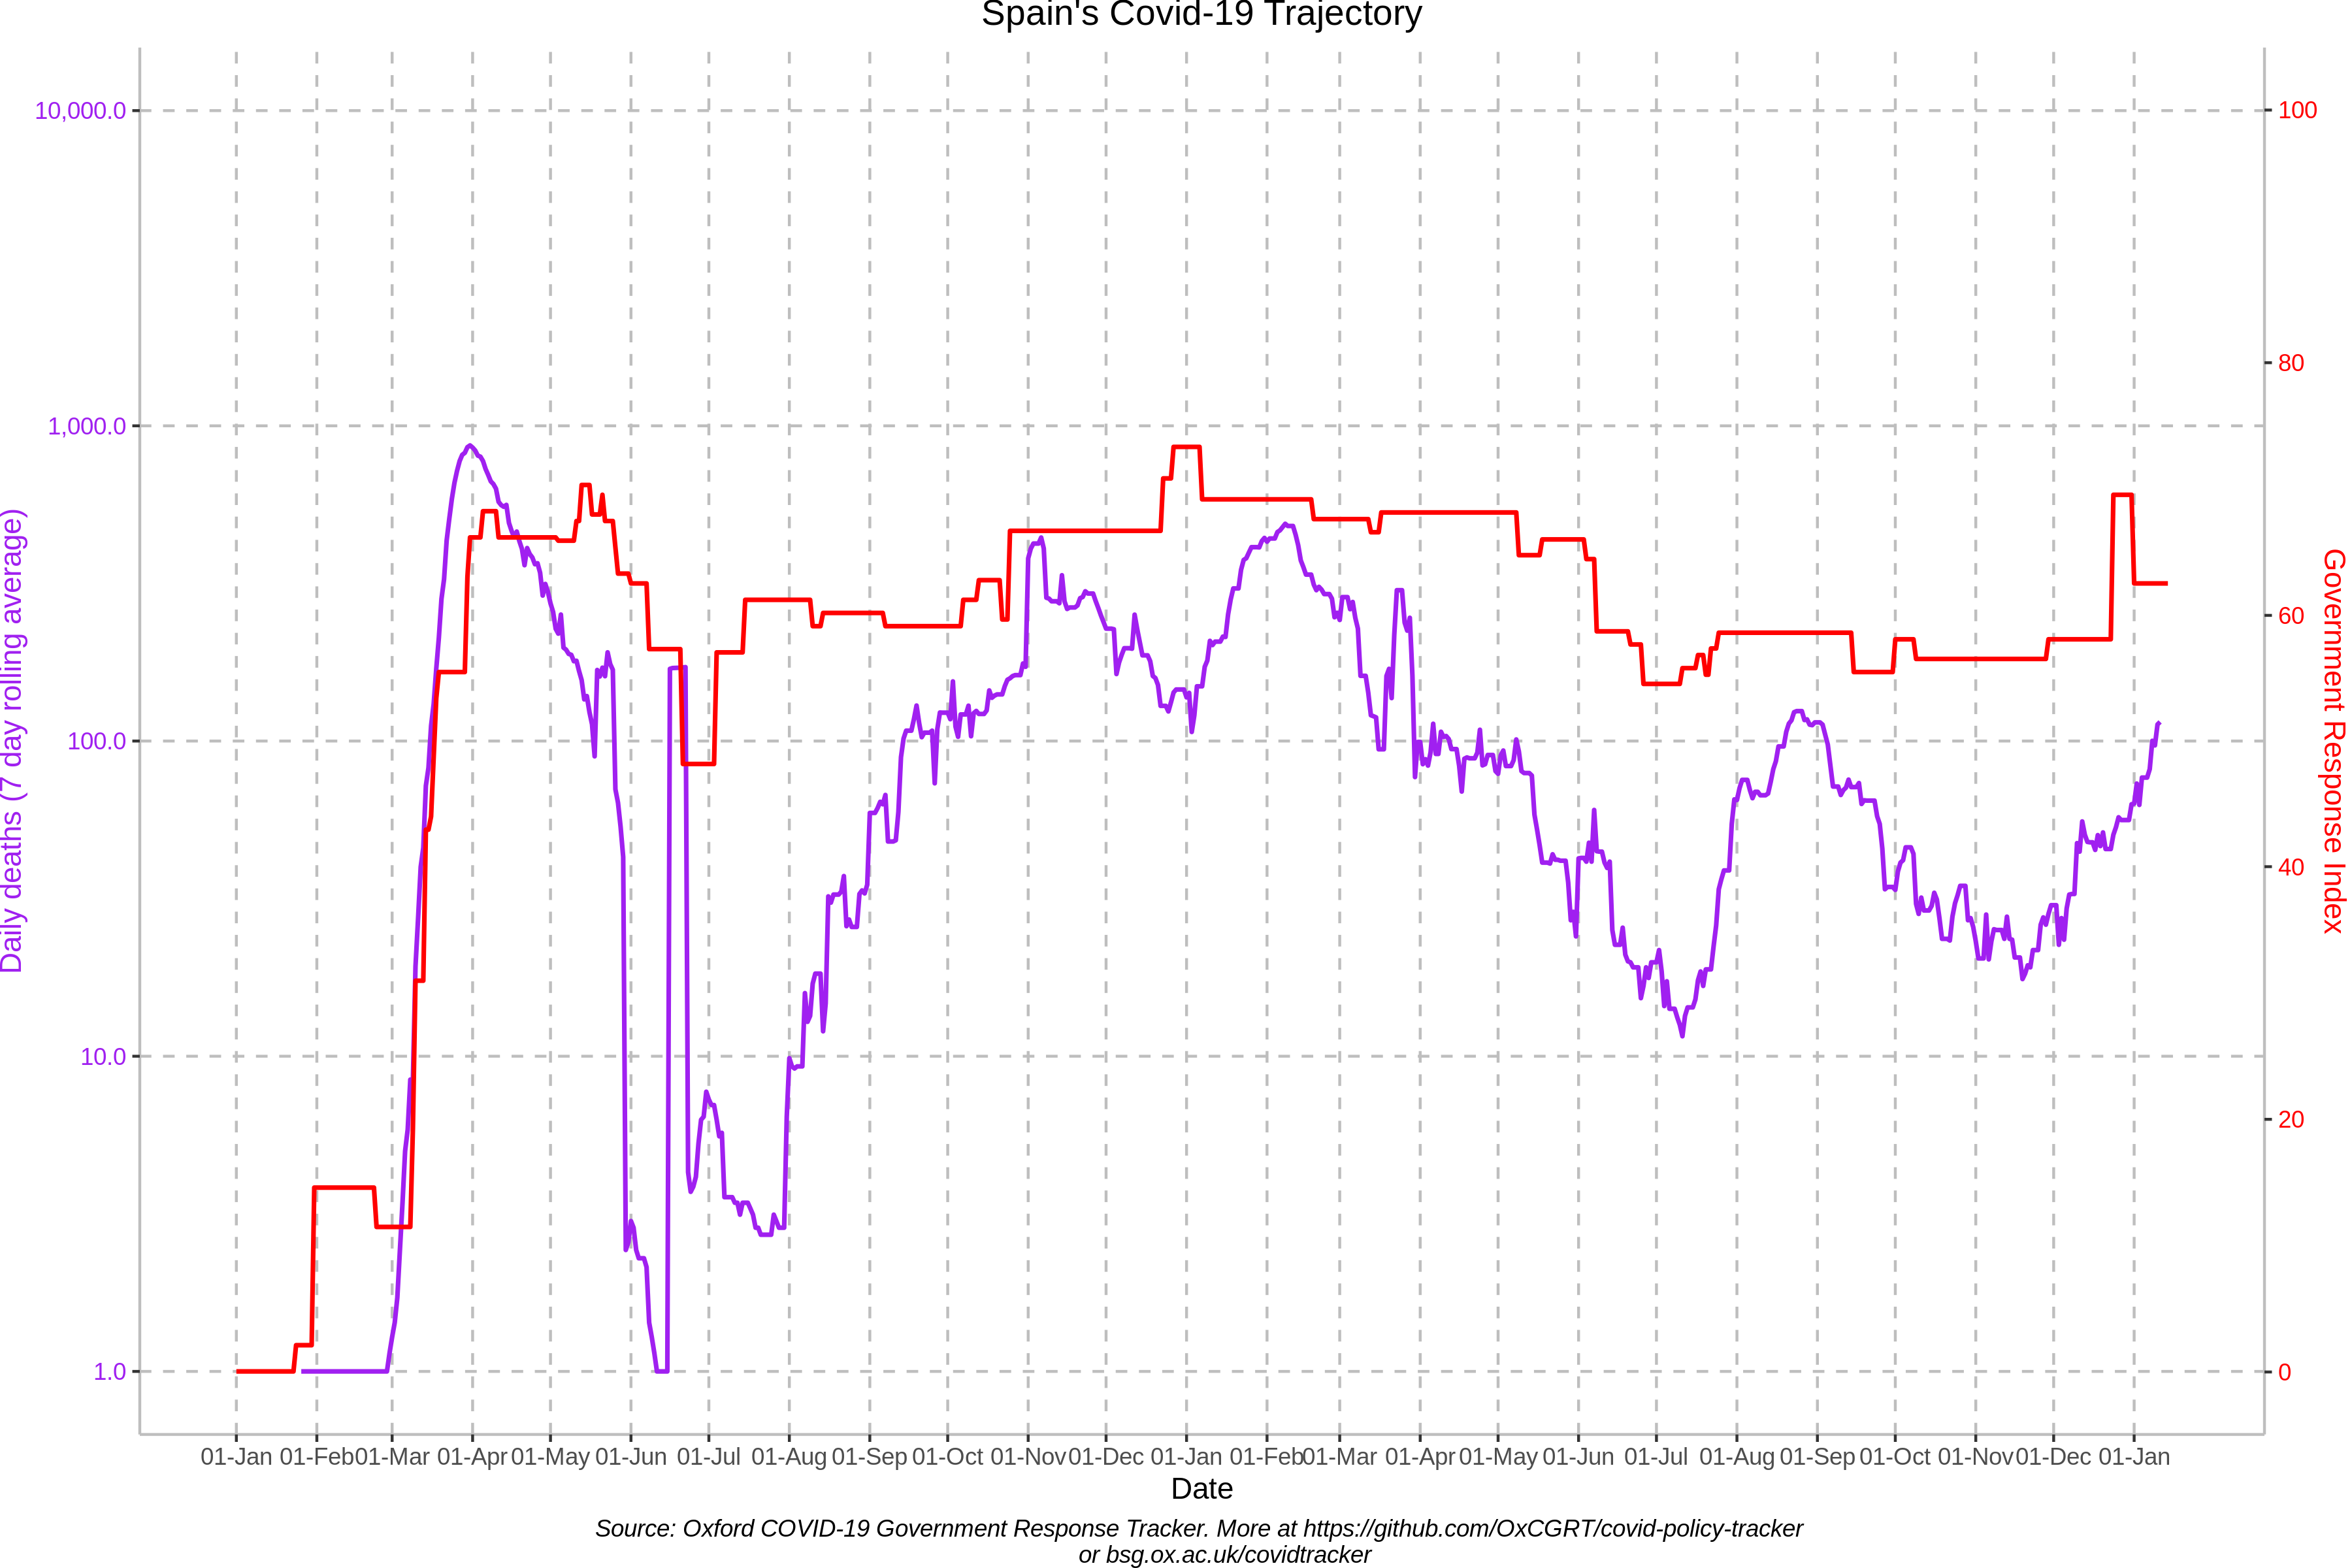 Spain's Covid-19 Trajectory
10,000.0
1,000.0
100.0
10.0
1.0
Daily deaths (7 day rolling average)
100
80
60
40
20
0
Government Response Index
01-Jan 01-Feb 01-Mar 01-Apr 01-May 01-Jun 01-Jul 01-Aug 01-Sep 01-Oct 01-Nov 01-Dec 01-Jan 01-Feb 01-Mar 01-Apr 01-May 01-Jun 01-Jul 01-Aug 01-Sep 01-Oct 01-Nov 01-Dec 01-Jan
Date
Source: Oxford COVID-19 Government Response Tracker. More at https://github.com/OxCGRT/covid-policy-tracker
or bsg.ox.ac.uk/covidtracker